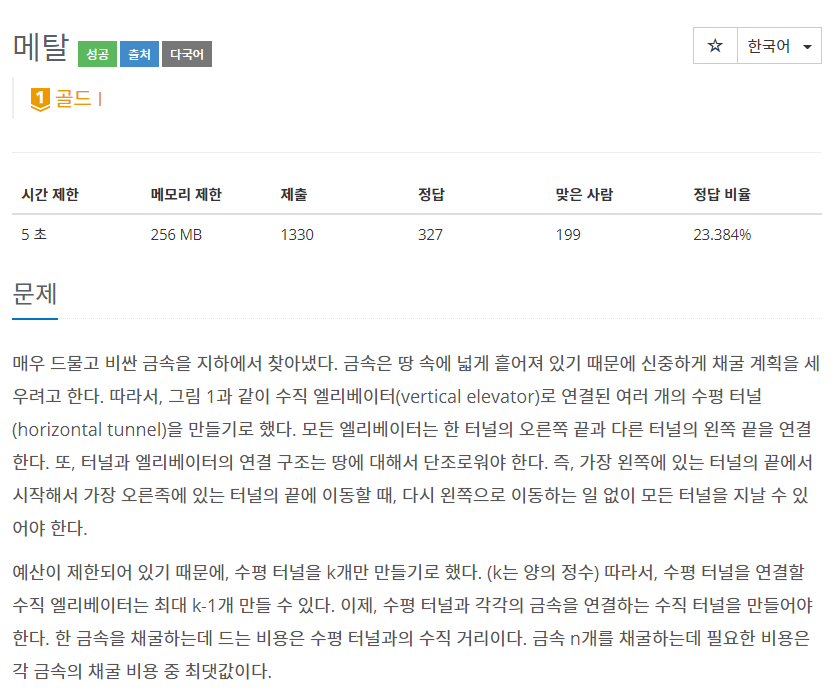 메탈 성공 출처 다국어
☆ 한국어
1 골드 I
시간 제한 메모리 제한 제출 정답 맞은 사람 정답 비율
5 초 256 MB 1330 327 199 23.384%
문제
매우 드물고 비싼 금속을 지하에서 찾아냈다. 금속은 땅 속에 넓게 흩어져 있기 때문에 신중하게 채굴 계획을 세
우려고 한다. 따라서, 그림 1과 같이 수직 엘리베이터(vertical elevator)로 연결된 여러 개의 수평 터널
(horizontal tunnel)을 만들기로 했다. 모든 엘리베이터는 한 터널의 오른쪽 끝과 다른 터널의 왼쪽 끝을 연결
한다. 또, 터널과 엘리베이터의 연결 구조는 땅에 대해서 단조로워야 한다. 즉, 가장 왼쪽에 있는 터널의 끝에서
시작해서 가장 오른족에 있는 터널의 끝에 이동할 때, 다시 왼쪽으로 이동하는 일 없이 모든 터널을 지날 수 있
어야 한다.
예산이 제한되어 있기 때문에, 수평 터널을 k개만 만들기로 했다. (k는 양의 정수) 따라서, 수평 터널을 연결할
수직 엘리베이터는 최대 k-1개 만들 수 있다. 이제, 수평 터널과 각각의 금속을 연결하는 수직 터널을 만들어야
한다. 한 금속을 채굴하는데 드는 비용은 수평 터널과의 수직 거리이다. 금속 n개를 채굴하는데 필요한 비용은
각 금속의 채굴 비용 중 최댓값이다.